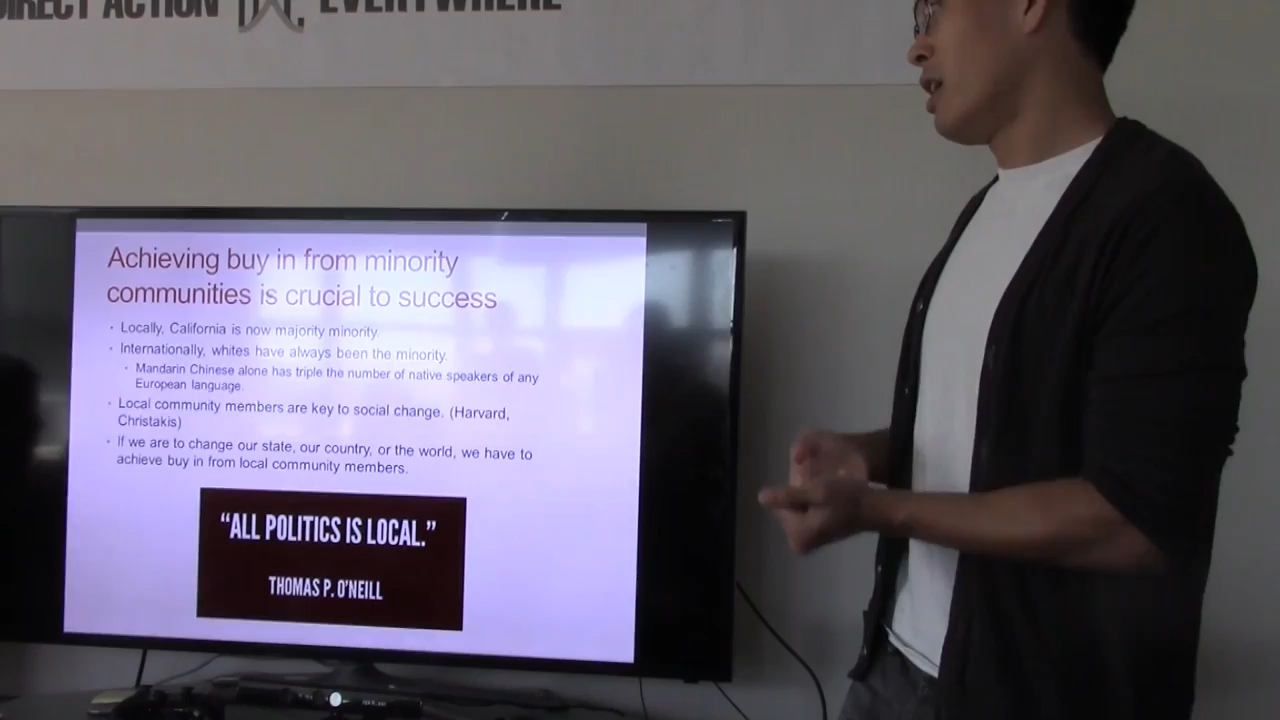 DIRECT ACTION EVERYWHERE
Achieving buy in from minority
communities is crucial to success
· Locally, California is now majority minority.
· Internationally, whites have always been the minority.
· Mandarin Chinese alone has triple the number of native speakers of any
European language.
· Local community members are key to social change. (Harvard,
Christakis)
· If we are to change our state, our country, or the world, we have to
achieve buy in from local community members.
“ALL POLITICS IS LOCAL.”
THOMAS P. O’NEILL